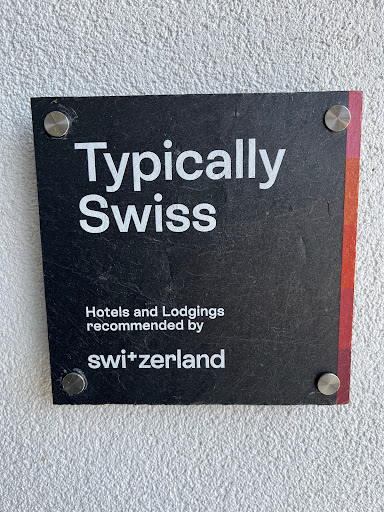 Typically
Swiss
Hotels and Lodgings
recommended by
swi+zerland